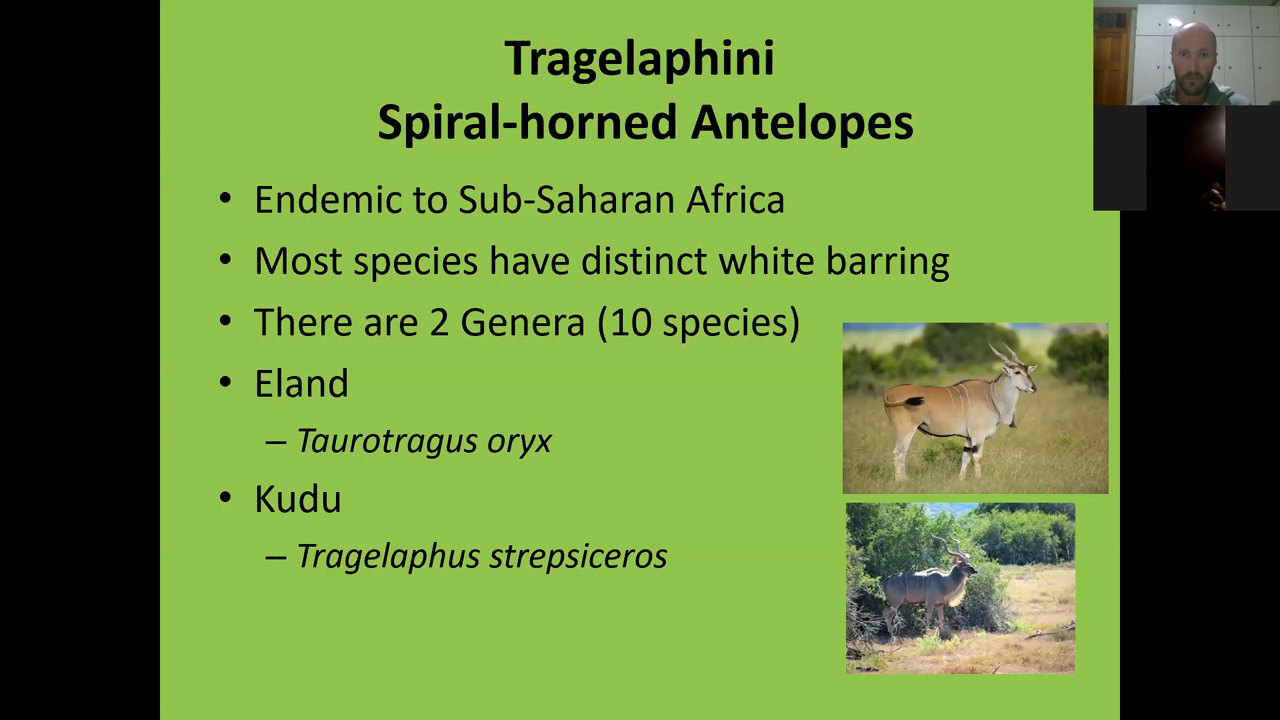 Tragelaphini
Spiral-horned Antelopes
• Endemic to Sub-Saharan Africa
• Most species have distinct white barring
• There are 2 Genera (10 species)
• Eland
– Taurotragus oryx
• Kudu
– Tragelaphus strepsiceros